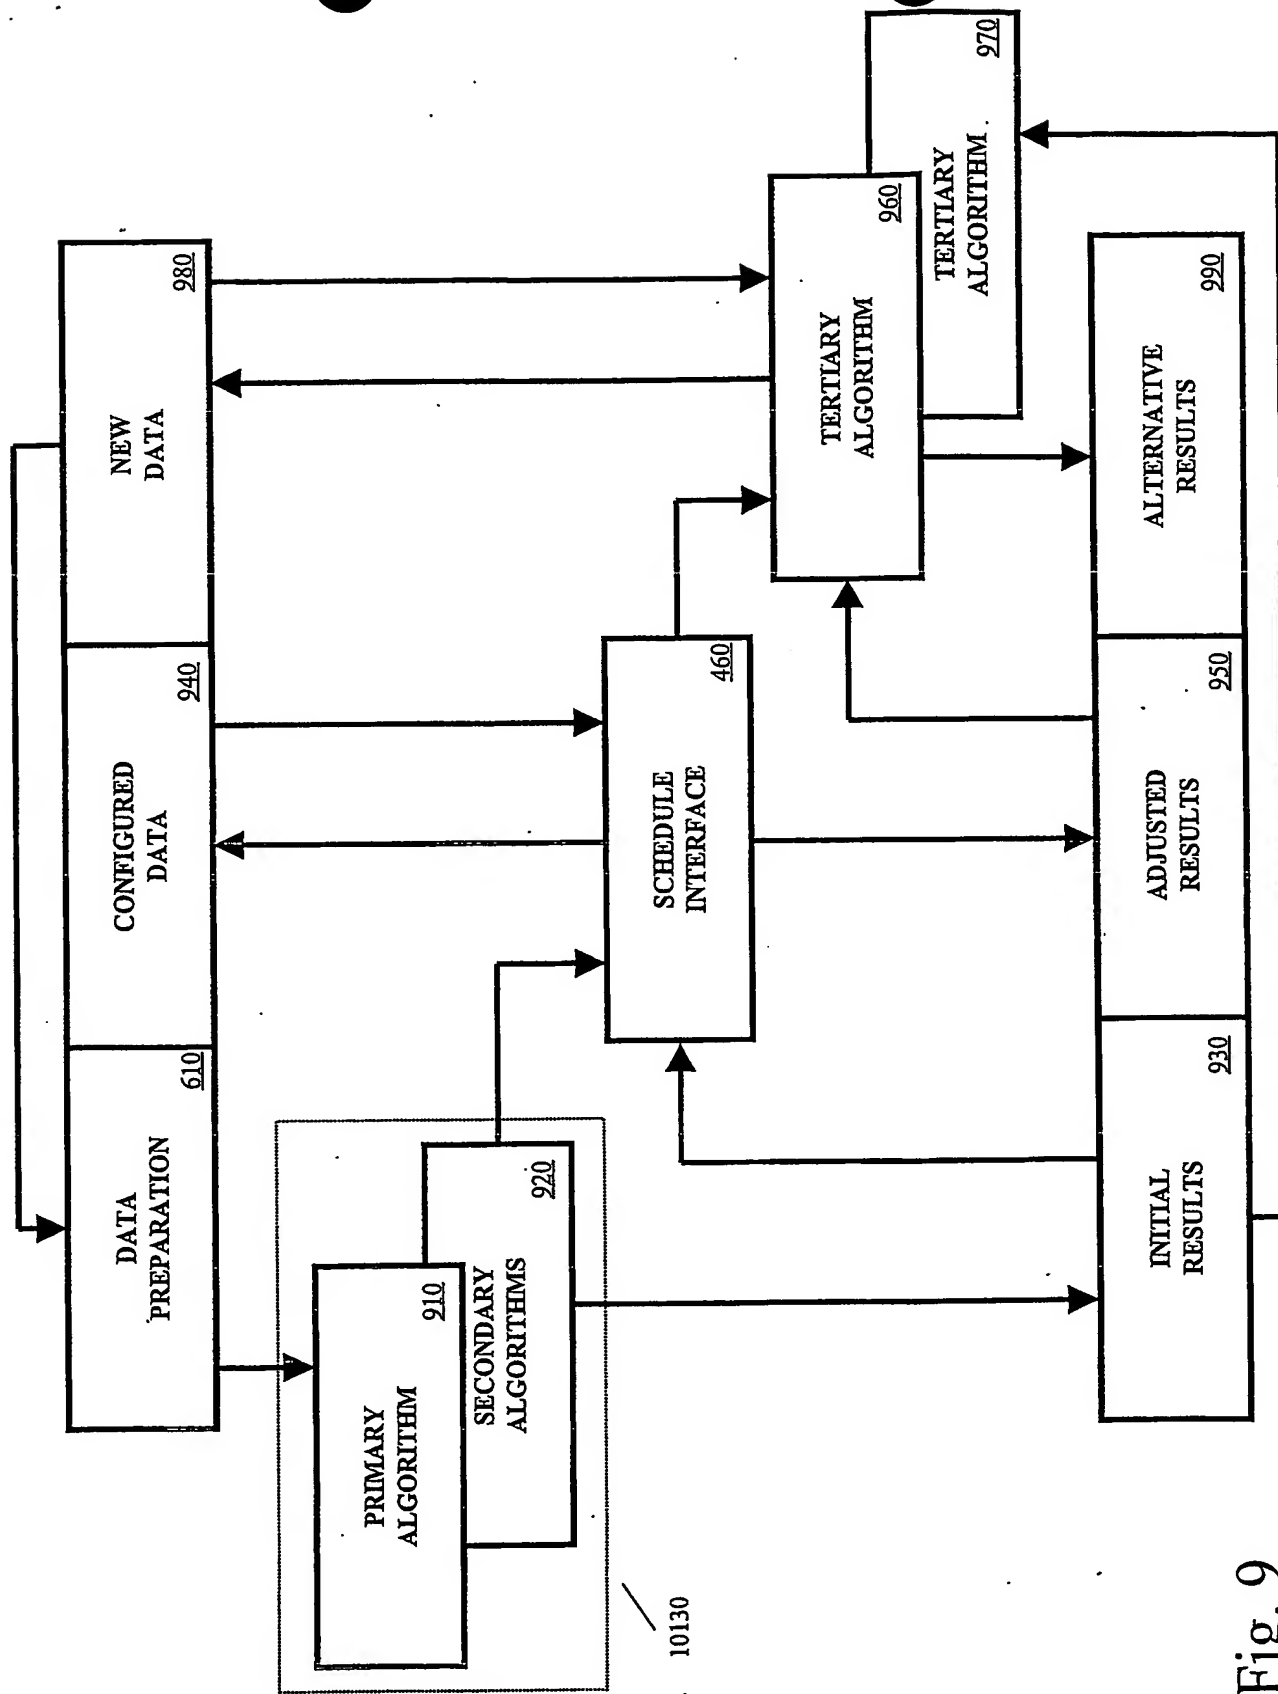 DATA
PREPARATION
610
CONFIGURED
DATA
940
NEW
DATA
980
PRIMARY
ALGORITHM
910
SECONDARY
ALGORITHMS
920
10130
SCHEDULE
INTERFACE
460
TERTIARY
ALGORITHM
960
TERTIARY
ALGORITHM
970
INITIAL
RESULTS
930
ADJUSTED
RESULTS
950
ALTERNATIVE
RESULTS
990
Fig. 9